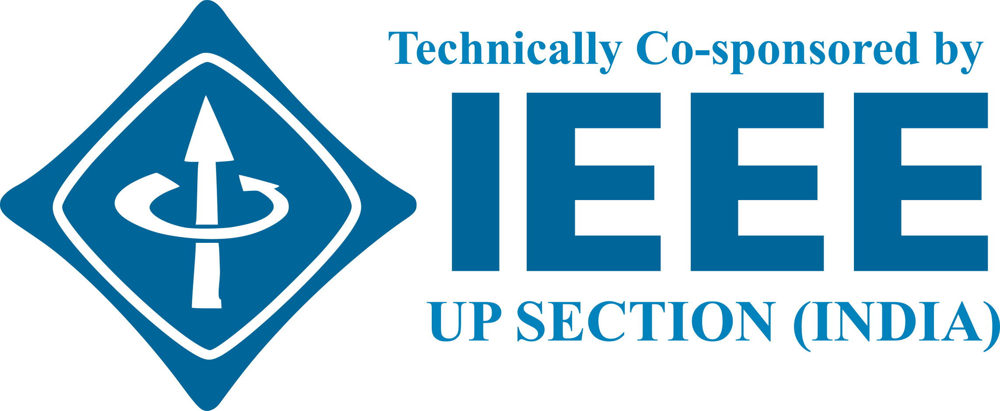 Technically Co-sponsored by
IEEE
UP SECTION (INDIA)